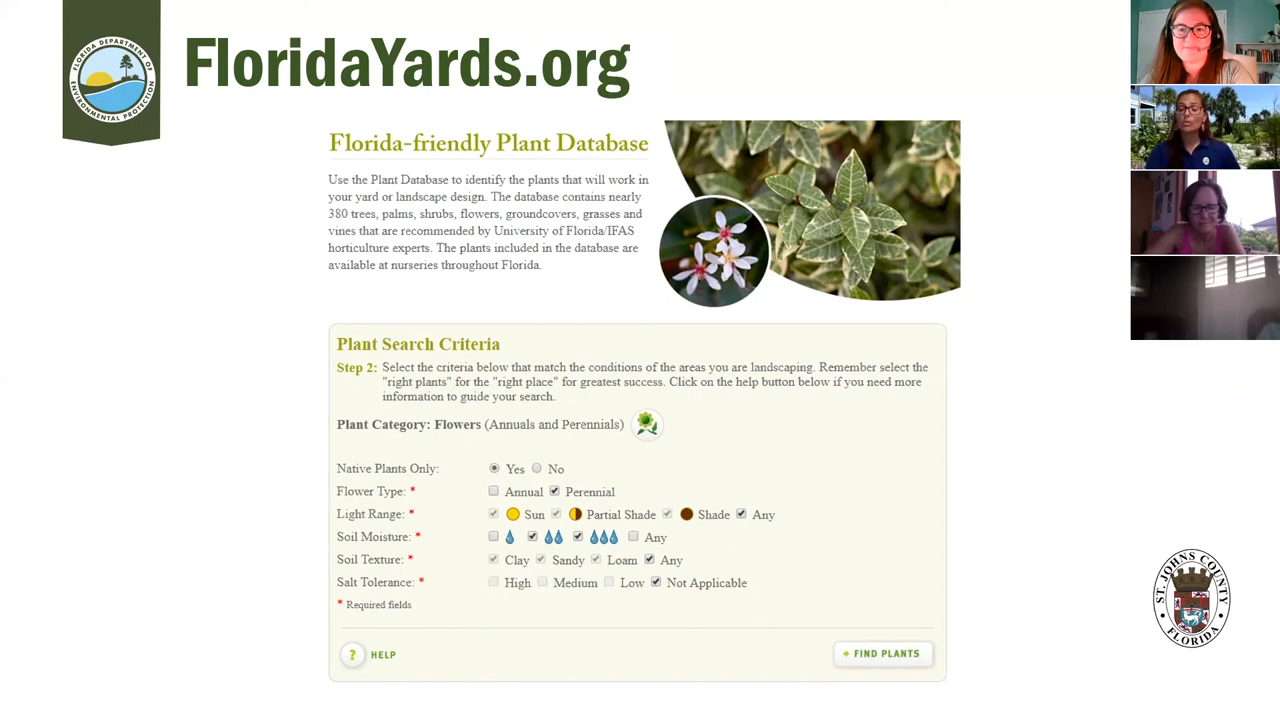 FLORIDA DEPARTMENT OF ENVIRONMENTAL PROTECTION
FloridaYards.org
Florida-friendly Plant Database
Use the Plant Database to identify the plants that will work in
your yard or landscape design. The database contains nearly
380 trees, palms, shrubs, flowers, groundcovers, grasses and
vines that are recommended by University of Florida/IFAS
horticulture experts. The plants included in the database are
available at nurseries throughout Florida.
Plant Search Criteria
Step 2: Select the criteria below that match the conditions of the areas you are landscaping. Remember select the
"right plants" for the "right place" for greatest success. Click on the help button below if you need more
information to guide your search.
Plant Category: Flowers (Annuals and Perennials)
Native Plants Only: Yes No
Flower Type: * Annual Perennial
Light Range: * Sun Partial Shade Shade Any
Soil Moisture: * Any
Soil Texture: * Clay Sandy Loam Any
Salt Tolerance: * High Medium Low Not Applicable
* Required fields
? HELP
FIND PLANTS
ST. JOHNS COUNTY
FLORIDA